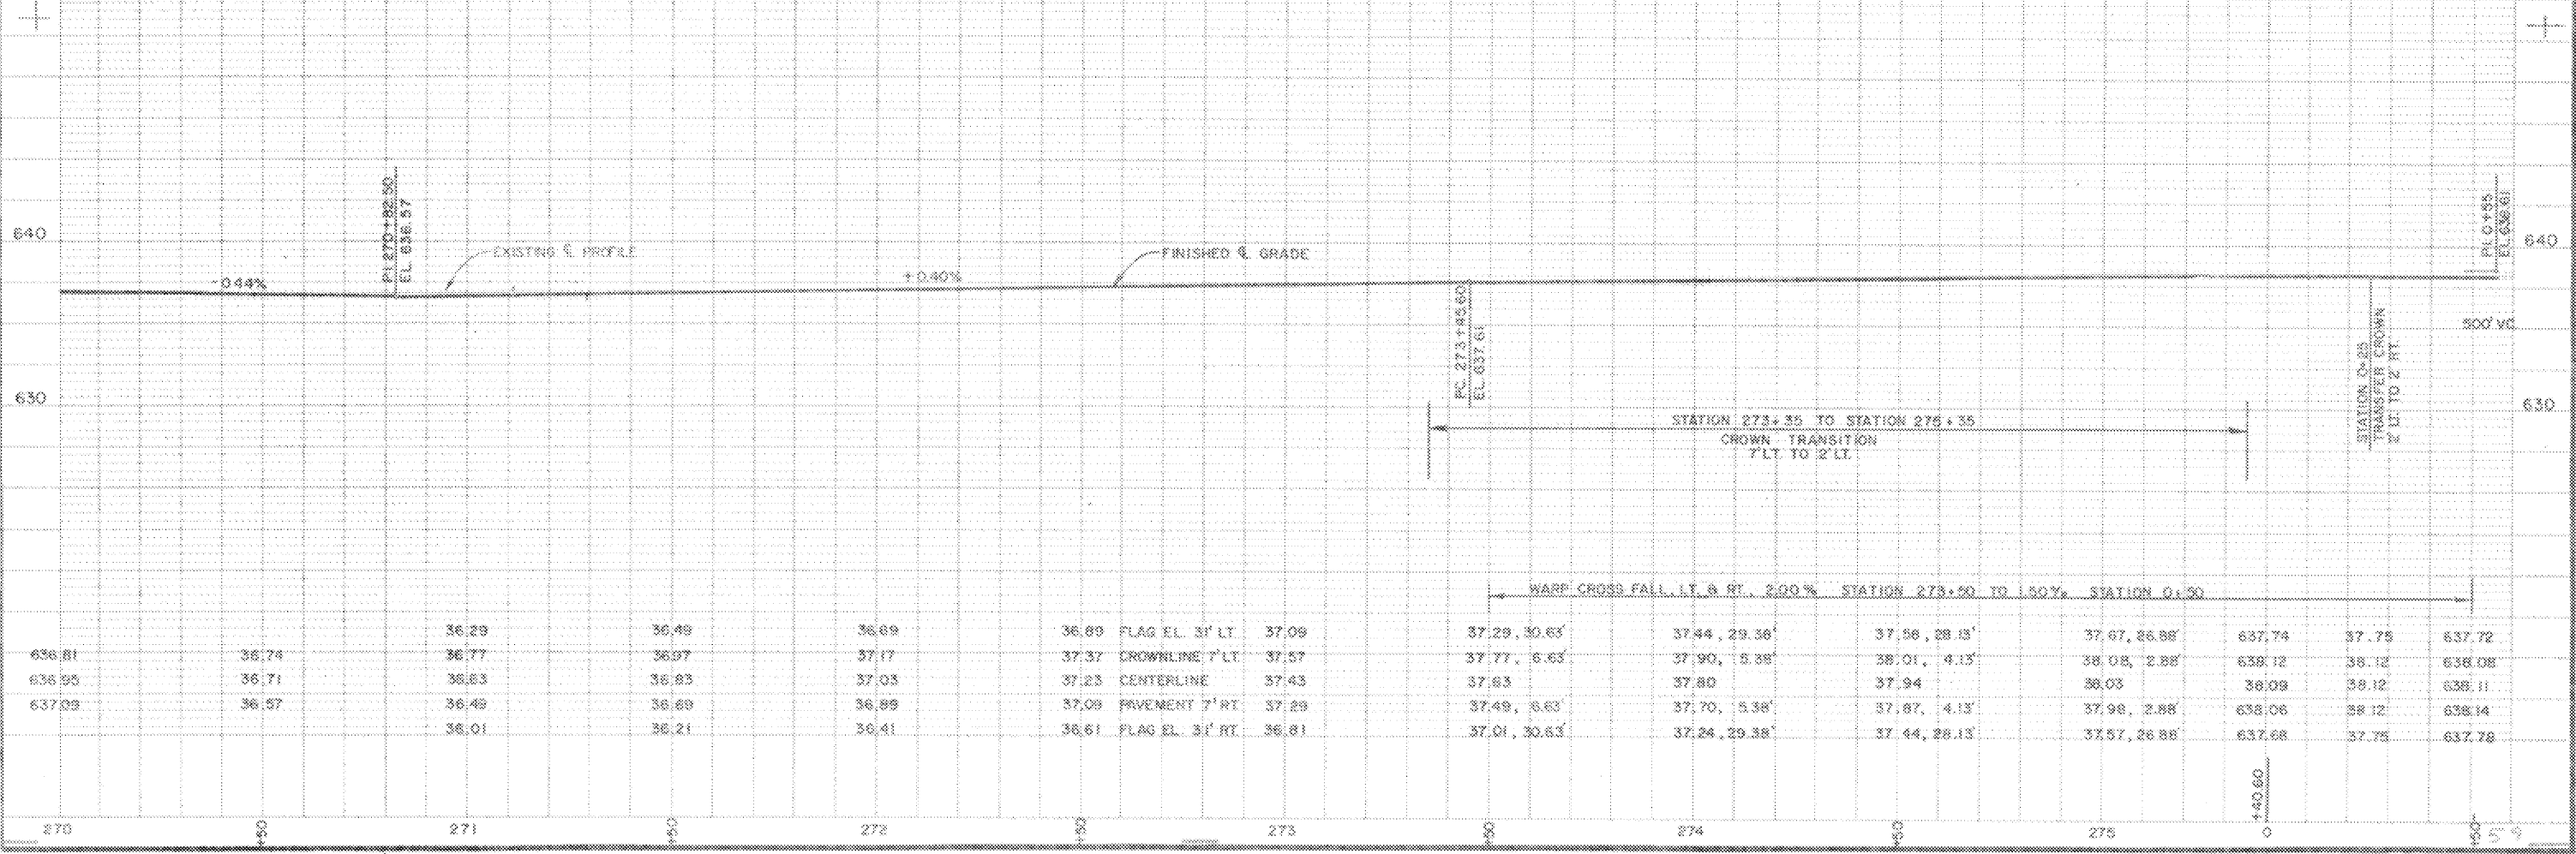 PI 270+82.50
EL. 636.57
PI. 0+55
EL. 638.61
640
EXISTING ℄ PROFILE
FINISHED ℄ GRADE
640
-0.44%
+0.40%
PC. 273+45.60
EL. 637.61
500' VC
STATION 0+25
TRANSFER CROWN
2' LT. TO 2' RT.
630
630
STATION 273+35 TO STATION 275+35
CROWN TRANSITION
7' LT. TO 2' LT.
WARP CROSS FALL, LT. & RT., 2.00% STATION 273+50 TO 1.50% STATION 0+50
36.29 36.49 36.69 36.89 FLAG EL. 31' LT. 37.09 37.29, 30.63' 37.44, 29.38' 37.58, 28.13' 37.67, 26.88' 637.74 37.75 637.72
636.81 36.74 36.77 36.97 37.17 37.37 CROWNLINE 7' LT. 37.57 37.77, 6.63' 37.90, 5.38' 38.01, 4.13' 38.08, 2.88' 638.12 38.12 638.08
636.95 36.71 36.63 36.83 37.03 37.23 CENTERLINE 37.43 37.63 37.80 37.94 38.03 38.09 38.12 638.11
637.09 36.57 36.49 36.69 36.89 37.09 PAVEMENT 7' RT. 37.29 37.49, 6.63' 37.70, 5.38' 37.87, 4.13' 37.98, 2.88' 638.06 38.12 638.14
36.01 36.21 36.41 36.61 FLAG EL. 31' RT. 36.81 37.01, 30.63' 37.24, 29.38' 37.44, 28.13' 37.57, 26.88' 637.68 37.75 637.78
+40.60
270 +50 271 +50 272 +50 273 +50 274 +50 275 0 +50